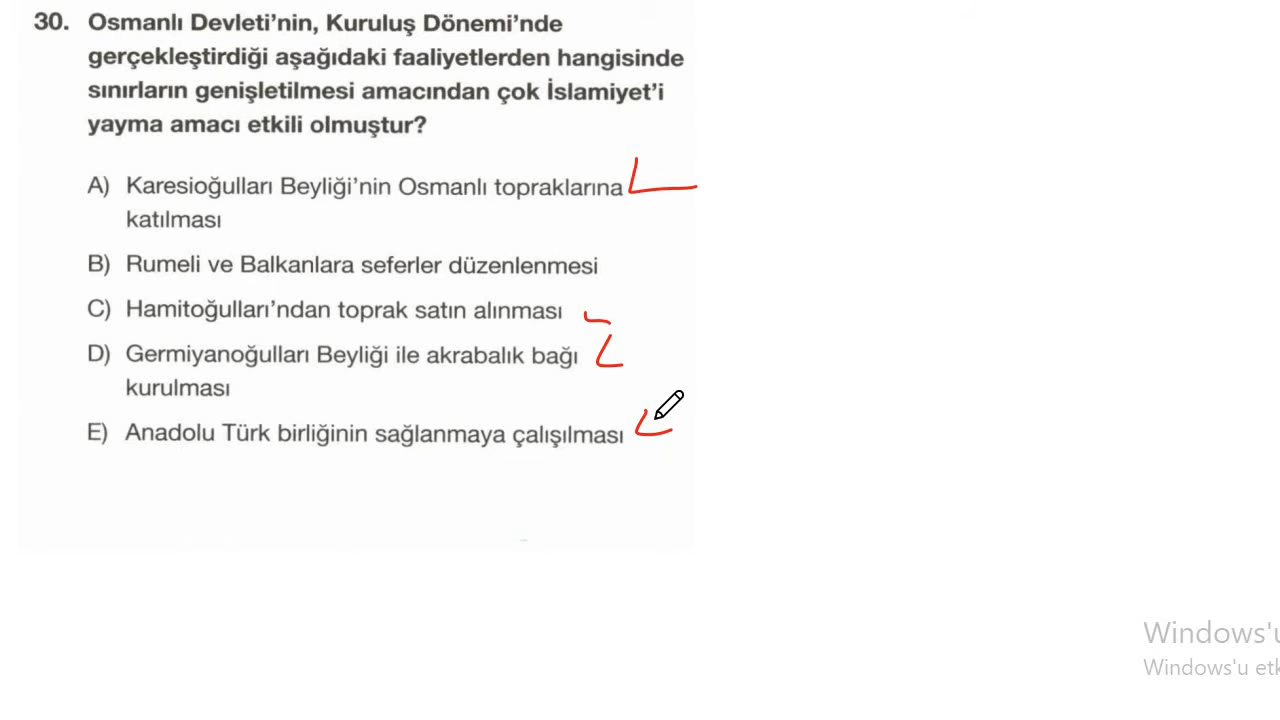 30. Osmanlı Devleti'nin, Kuruluş Dönemi'nde
gerçekleştirdiği aşağıdaki faaliyetlerden hangisinde
sınırların genişletilmesi amacından çok İslamiyet'i
yayma amacı etkili olmuştur?
A) Karesioğulları Beyliği'nin Osmanlı topraklarına
katılması
B) Rumeli ve Balkanlara seferler düzenlenmesi
C) Hamitoğulları'ndan toprak satın alınması
D) Germiyanoğulları Beyliği ile akrabalık bağı
kurulması
E) Anadolu Türk birliğinin sağlanmaya çalışılması
Windows'u
Windows'u etk